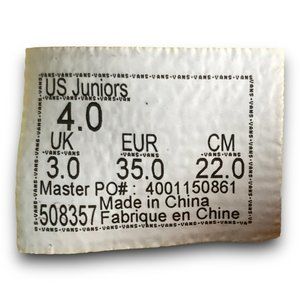 US Juniors
4.0
UK EUR CM
3.0 35.0 22.0
Master PO# : 4001150861
Made in China
508357 Fabrique en Chine